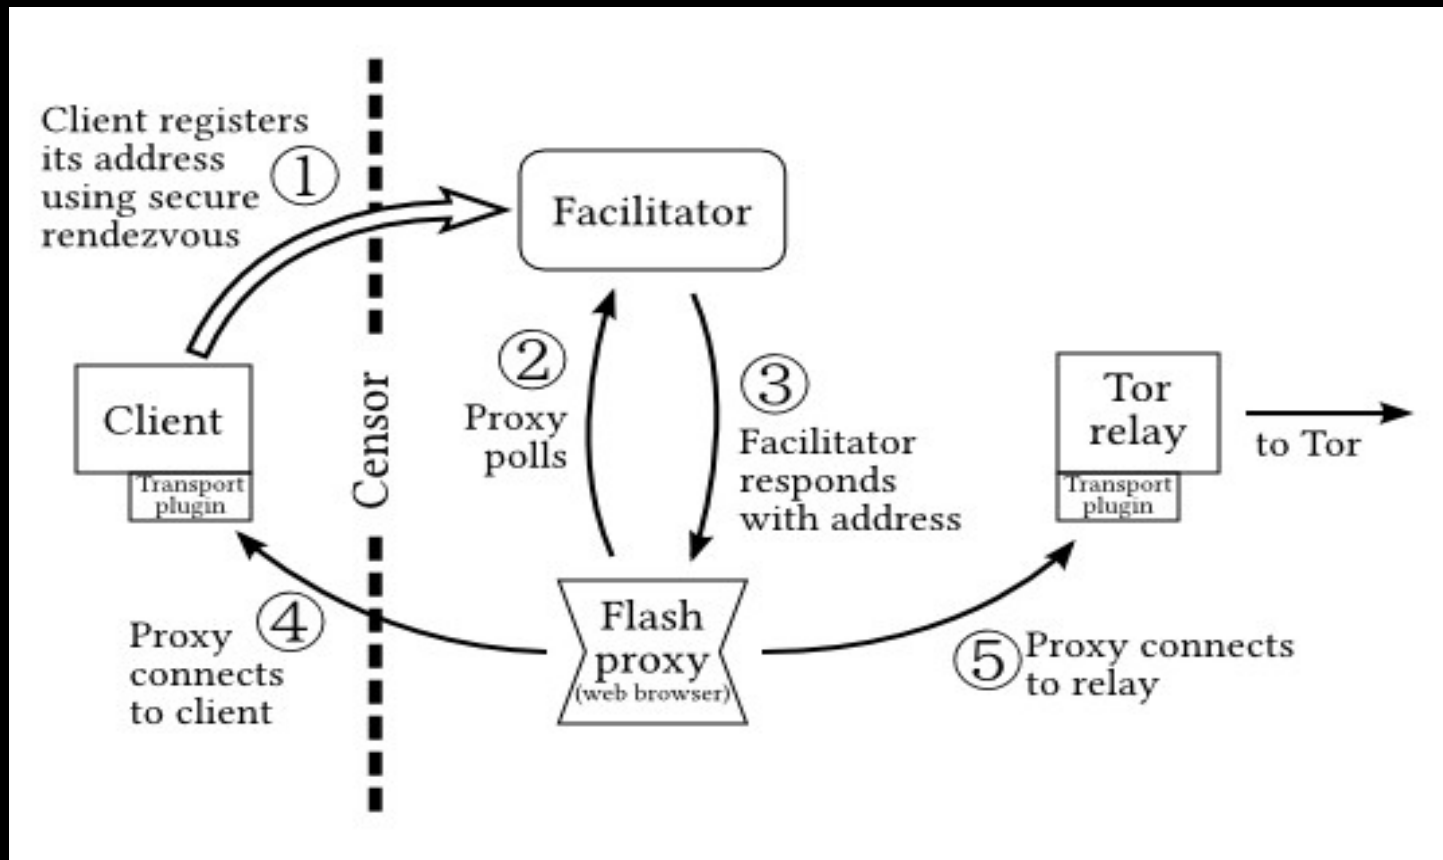 Client registers
its address
using secure
rendezvous
①
Facilitator
②
Proxy
polls
③
Facilitator
responds
with address
Client
Transport
plugin
Censor
Tor
relay
Transport
plugin
to Tor
④
Proxy
connects
to client
Flash
proxy
(web browser)
⑤
Proxy connects
to relay